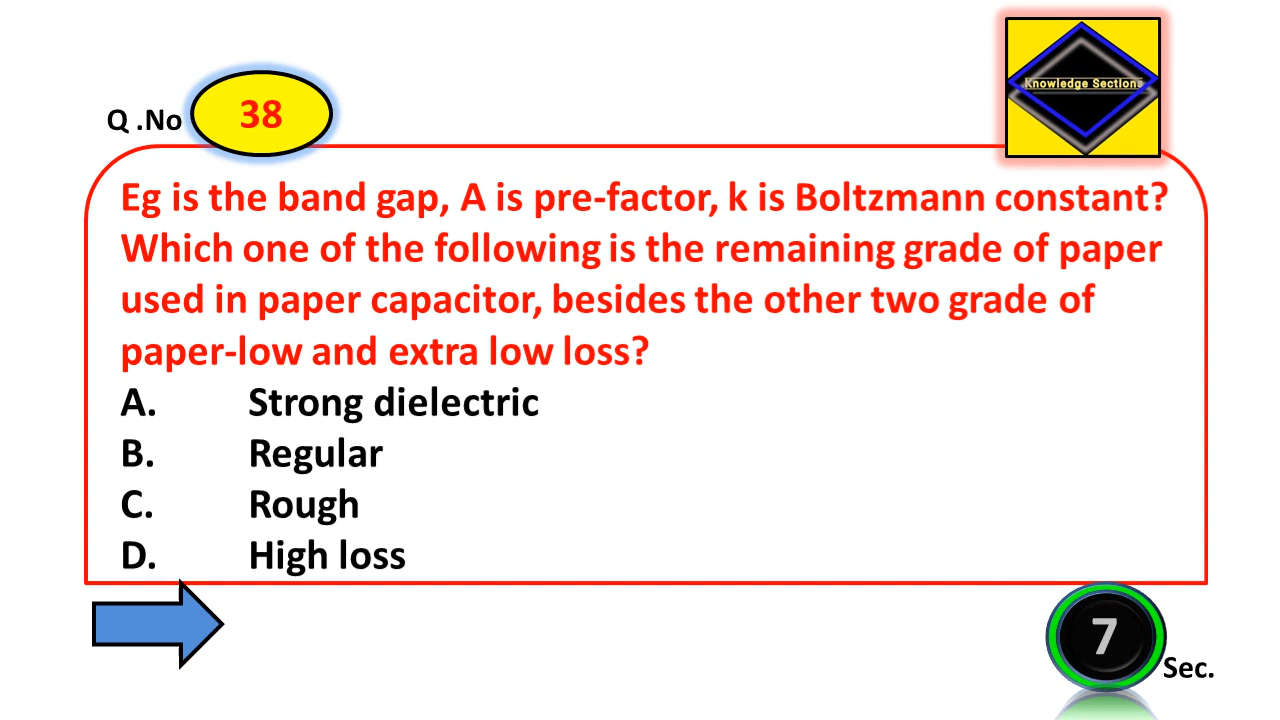 Knowledge Sections
Q .No 38
Eg is the band gap, A is pre-factor, k is Boltzmann constant?
Which one of the following is the remaining grade of paper
used in paper capacitor, besides the other two grade of
paper-low and extra low loss?
A. Strong dielectric
B. Regular
C. Rough
D. High loss
7
Sec.